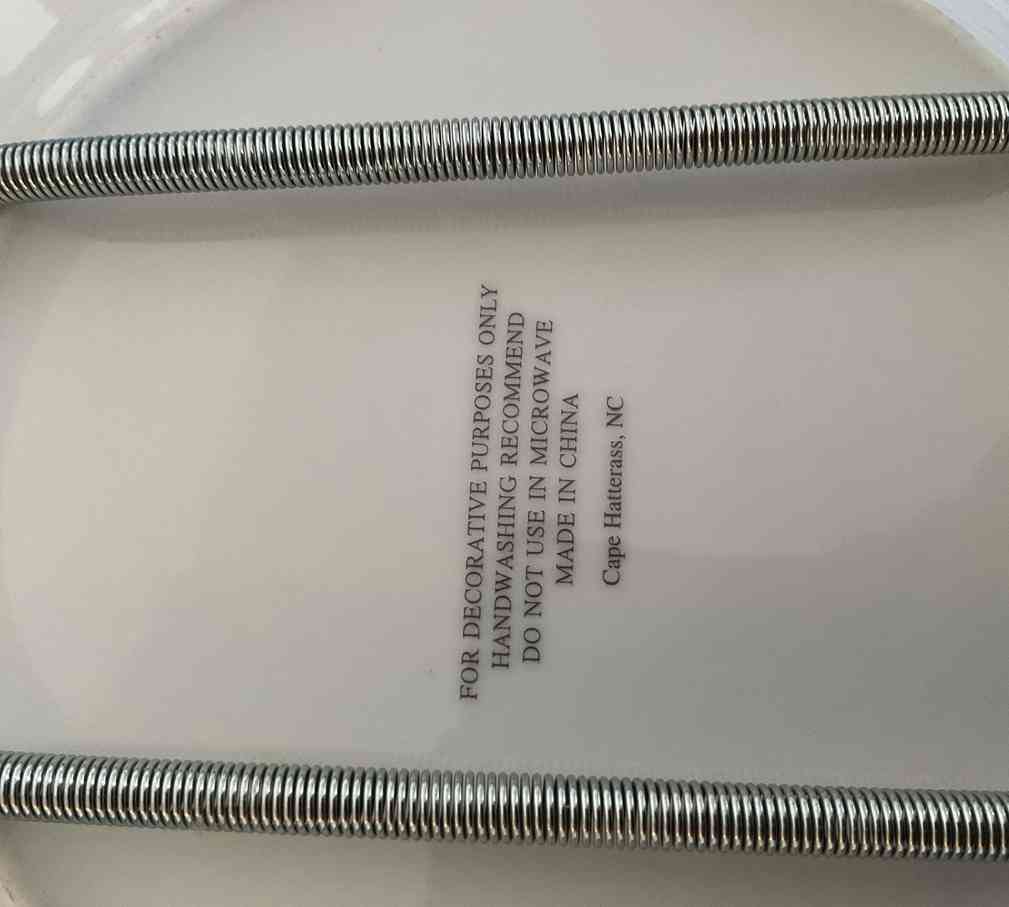 FOR DECORATIVE PURPOSES ONLY
HANDWASHING RECOMMEND
DO NOT USE IN MICROWAVE
MADE IN CHINA
Cape Hatterass, NC